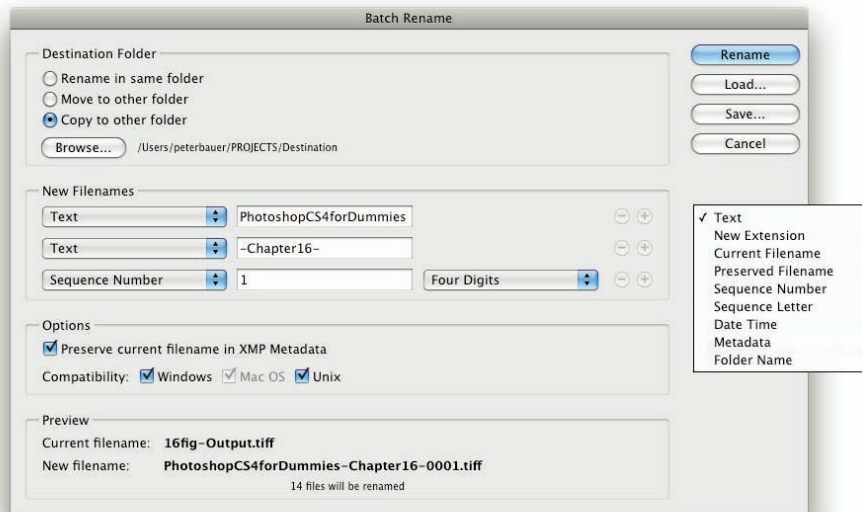 Batch Rename
Destination Folder
Rename in same folder
Move to other folder
Copy to other folder
Browse... /Users/peterbauer/PROJECTS/Destination
Rename
Load...
Save...
Cancel
New Filenames
Text PhotoshopCS4forDummies
Text -Chapter16-
Sequence Number 1 Four Digits
✓ Text
New Extension
Current Filename
Preserved Filename
Sequence Number
Sequence Letter
Date Time
Metadata
Folder Name
Options
Preserve current filename in XMP Metadata
Compatibility: Windows Mac OS Unix
Preview
Current filename: 16fig-Output.tiff
New filename: PhotoshopCS4forDummies-Chapter16-0001.tiff
14 files will be renamed